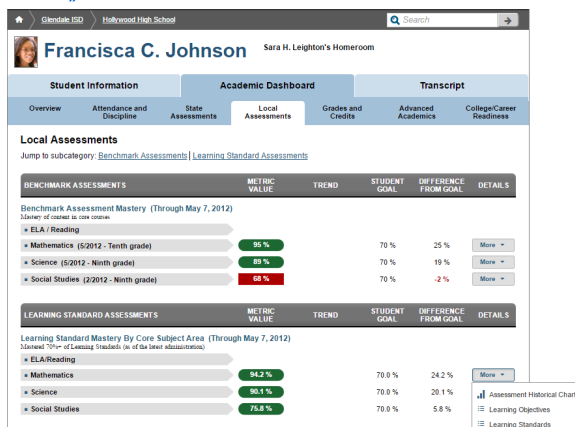 Glendale ISD Hollywood High School Search
Francisca C. Johnson Sara H. Leighton's Homeroom
Student Information Academic Dashboard Transcript
Overview Attendance and Discipline State Assessments Local Assessments Grades and Credits Advanced Academics College/Career Readiness
Local Assessments
Jump to subcategory: Benchmark Assessments | Learning Standard Assessments
BENCHMARK ASSESSMENTS METRIC VALUE TREND STUDENT GOAL DIFFERENCE FROM GOAL DETAILS
Benchmark Assessment Mastery (Through May 7, 2012)
Mastery of content in core courses
ELA / Reading
Mathematics (5/2012 - Tenth grade) 95 % 70 % 25 % More
Science (5/2012 - Ninth grade) 89 % 70 % 19 % More
Social Studies (2/2012 - Ninth grade) 68 % 70 % -2 % More
LEARNING STANDARD ASSESSMENTS METRIC VALUE TREND STUDENT GOAL DIFFERENCE FROM GOAL DETAILS
Learning Standard Mastery By Core Subject Area (Through May 7, 2012)
Mastered 70%+ of Learning Standards (as of the latest administration)
ELA/Reading
Mathematics 94.2 % 70.0 % 24.2 % More
Science 90.1 % 70.0 % 20.1 %
Assessment Historical Chart
Social Studies 75.8 % 70.0 % 5.8 %
Learning Objectives
Learning Standards